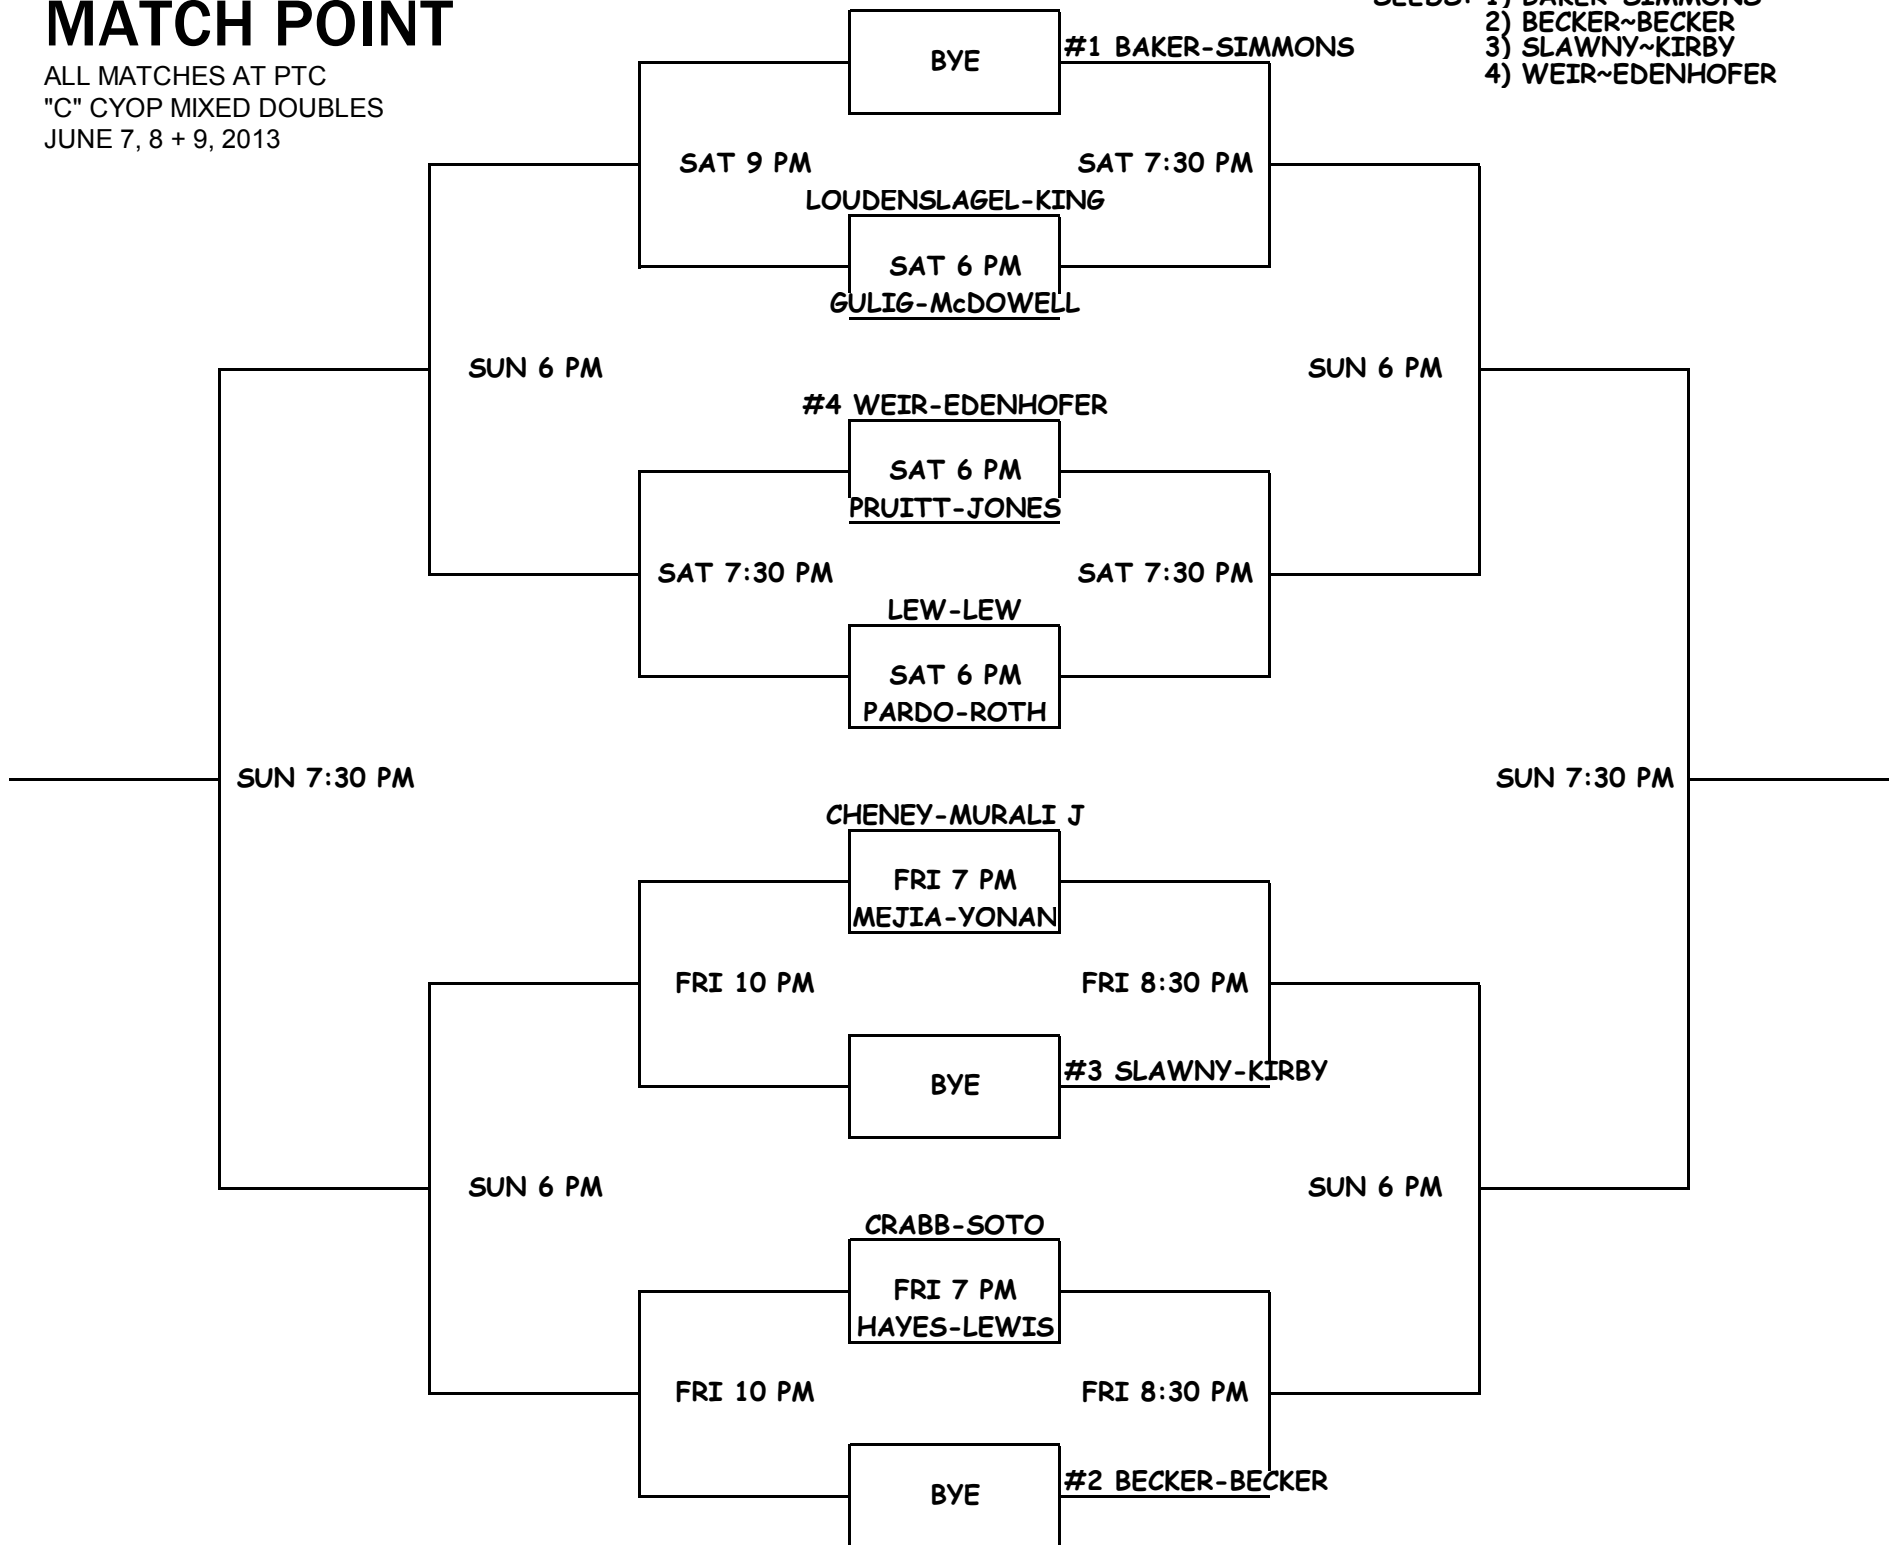 MATCH POINT
ALL MATCHES AT PTC
"C" CYOP MIXED DOUBLES
JUNE 7, 8 + 9, 2013
SEEDS: 1) BAKER~SIMMONS
2) BECKER~BECKER
3) SLAWNY~KIRBY
4) WEIR~EDENHOFER
BYE
#1 BAKER-SIMMONS
SAT 9 PM
SAT 7:30 PM
LOUDENSLAGEL-KING
SAT 6 PM
GULIG-McDOWELL
SUN 6 PM
SUN 6 PM
#4 WEIR-EDENHOFER
SAT 6 PM
PRUITT-JONES
SAT 7:30 PM
SAT 7:30 PM
LEW-LEW
SAT 6 PM
PARDO-ROTH
SUN 7:30 PM
SUN 7:30 PM
CHENEY-MURALI J
FRI 7 PM
MEJIA-YONAN
FRI 10 PM
FRI 8:30 PM
BYE
#3 SLAWNY-KIRBY
SUN 6 PM
SUN 6 PM
CRABB-SOTO
FRI 7 PM
HAYES-LEWIS
FRI 10 PM
FRI 8:30 PM
BYE
#2 BECKER-BECKER